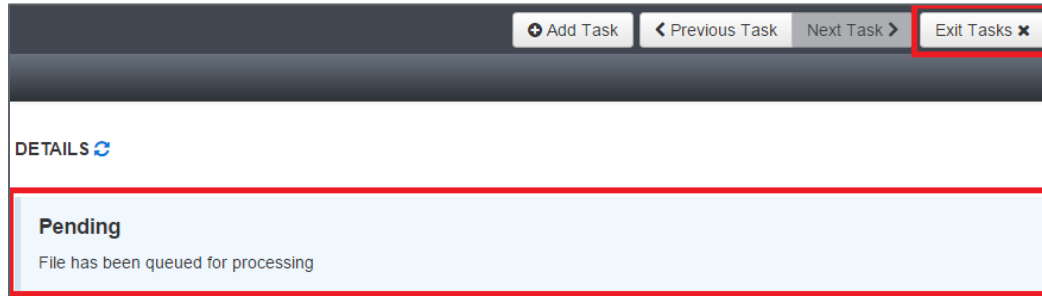 Add Task Previous Task Next Task Exit Tasks
DETAILS
Pending
File has been queued for processing